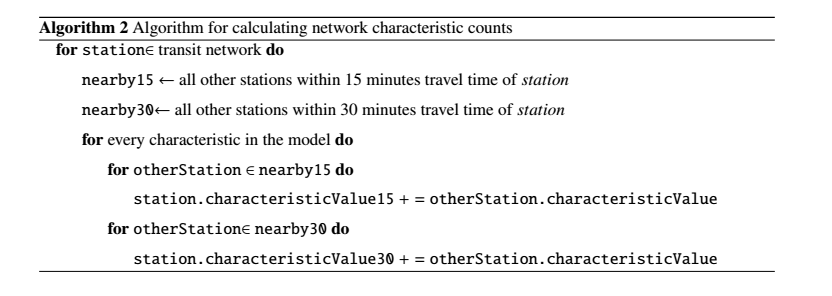 Algorithm 2 Algorithm for calculating network characteristic counts
for station∈ transit network do
nearby15 ← all other stations within 15 minutes travel time of station
nearby30← all other stations within 30 minutes travel time of station
for every characteristic in the model do
for otherStation ∈ nearby15 do
station.characteristicValue15 + = otherStation.characteristicValue
for otherStation∈ nearby30 do
station.characteristicValue30 + = otherStation.characteristicValue